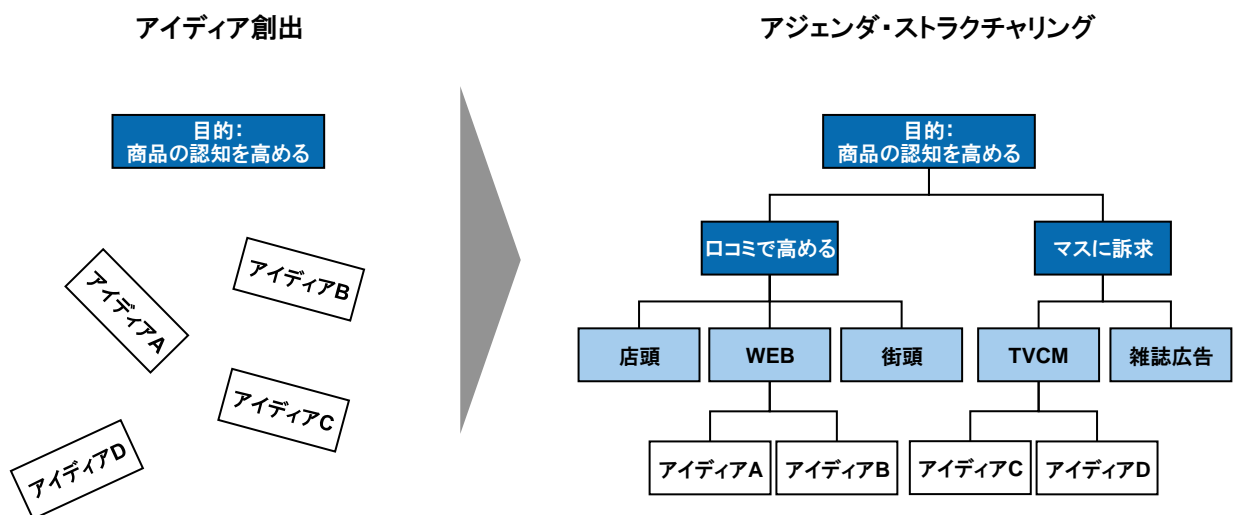 アイディア創出
目的：
商品の認知を高める
アイディアA
アイディアB
アイディアC
アイディアD
アジェンダ・ストラクチャリング
目的：
商品の認知を高める
口コミで高める
マスに訴求
店頭
WEB
街頭
TVCM
雑誌広告
アイディアA
アイディアB
アイディアC
アイディアD